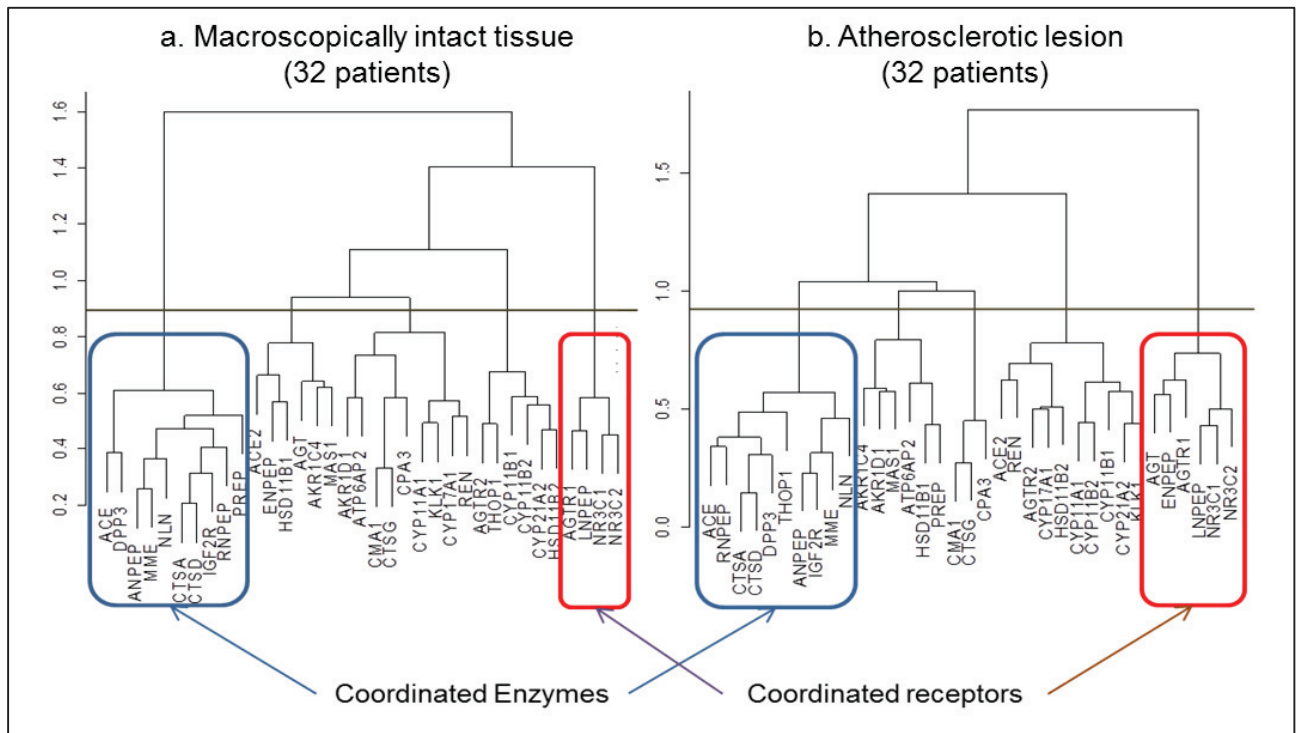 a. Macroscopically intact tissue
(32 patients)
b. Atherosclerotic lesion
(32 patients)
1.6
1.4
1.2
1.0
0.8
0.6
0.4
0.2
ACE
DPP3
ANPEP
MME
NLN
CTSA
CTSD
IGF2R
RNPEP
PREP
ACE2
ENPEP
HSD11B1
AGT
AKR1C4
MAS1
AKR1D1
ATP6AP2
CMA1
CTSG
CPA3
CYP11A1
KLK1
CYP17A1
REN
AGTR2
THOP1
CYP11B1
CYP11B2
CYP21A2
HSD11B2
AGTR1
LNPEP
NR3C1
NR3C2
1.5
1.0
0.5
0.0
ACE
RNPEP
CTSA
CTSD
DPP3
THOP1
ANPEP
IGF2R
MME
NLN
AKR1C4
AKR1D1
MAS1
ATP6AP2
HSD11B1
PREP
CMA1
CTSG
CPA3
ACE2
REN
AGTR2
CYP17A1
HSD11B2
CYP11A1
CYP11B2
CYP11B1
CYP21A2
KLK1
AGT
ENPEP
AGTR1
LNPEP
NR3C1
NR3C2
Coordinated Enzymes
Coordinated receptors